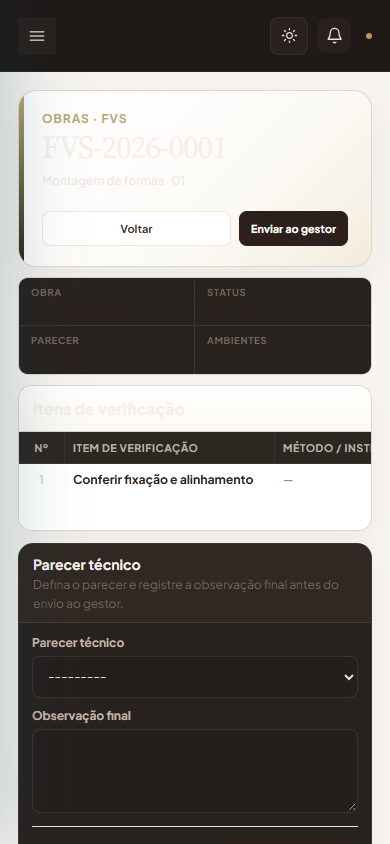 OBRAS · FVS
FVS-2026-0001
Montagem de formas · 01
Voltar
Enviar ao gestor
OBRA
STATUS
PARECER
AMBIENTES
Itens de verificação
Nº
ITEM DE VERIFICAÇÃO
MÉTODO / INST
1
Conferir fixação e alinhamento
—
Parecer técnico
Defina o parecer e registre a observação final antes do
envio ao gestor.
Parecer técnico
---------
Observação final